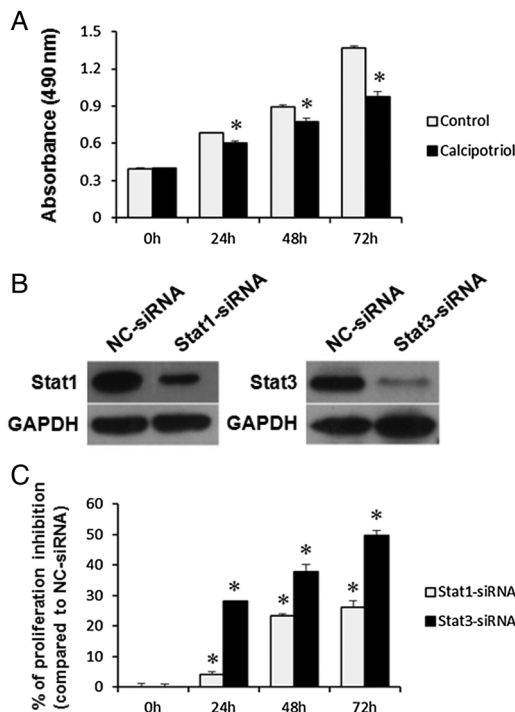 A
Absorbance (490 nm)
1.5
1.2
0.9
0.6
0.3
0
*
*
*
0h
24h
48h
72h
Control
Calcipotriol
B
NC-siRNA
Stat1-siRNA
NC-siRNA
Stat3-siRNA
Stat1
Stat3
GAPDH
GAPDH
C
% of proliferation inhibition
(compared to NC-siRNA)
60
50
40
30
20
10
0
*
*
*
*
*
*
0h
24h
48h
72h
Stat1-siRNA
Stat3-siRNA